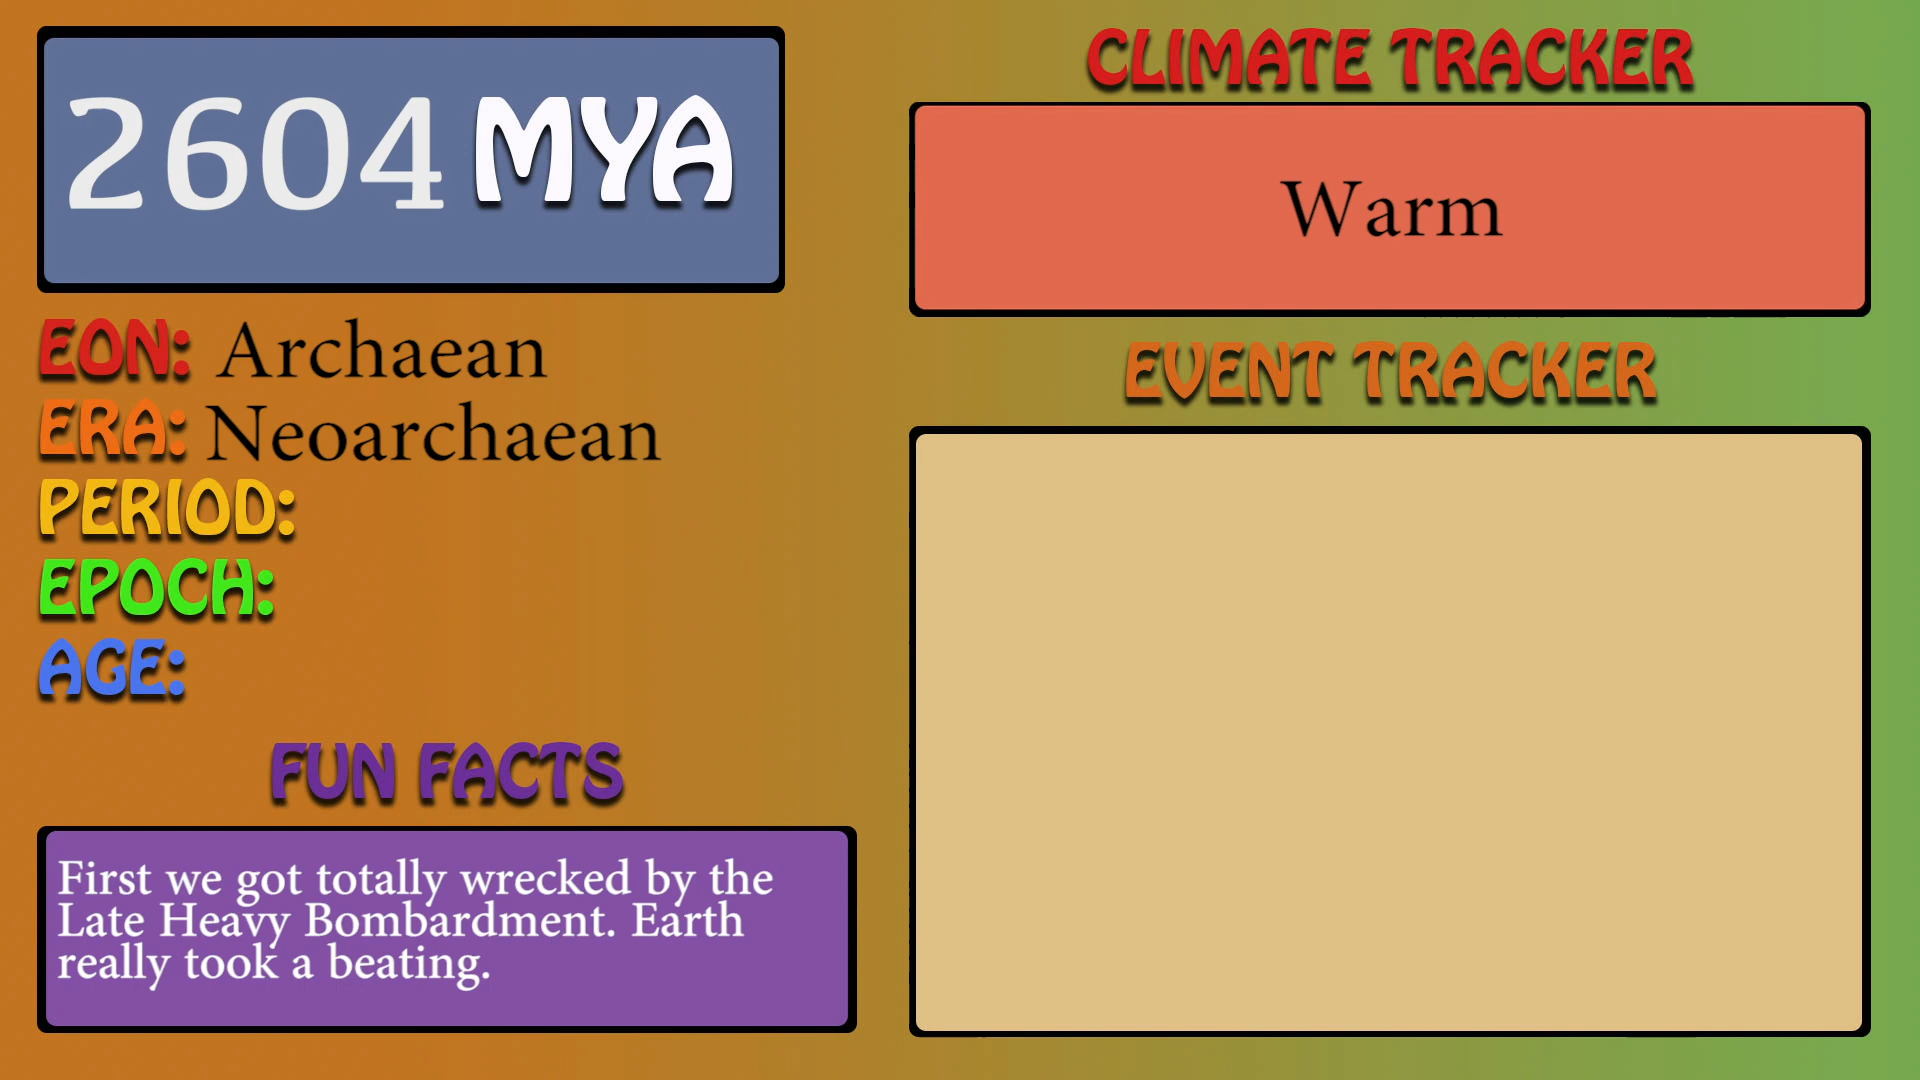 2604 MYA
EON: Archaean
ERA: Neoarchaean
PERIOD:
EPOCH:
AGE:
FUN FACTS
First we got totally wrecked by the
Late Heavy Bombardment. Earth
really took a beating.
CLIMATE TRACKER
Warm
EVENT TRACKER